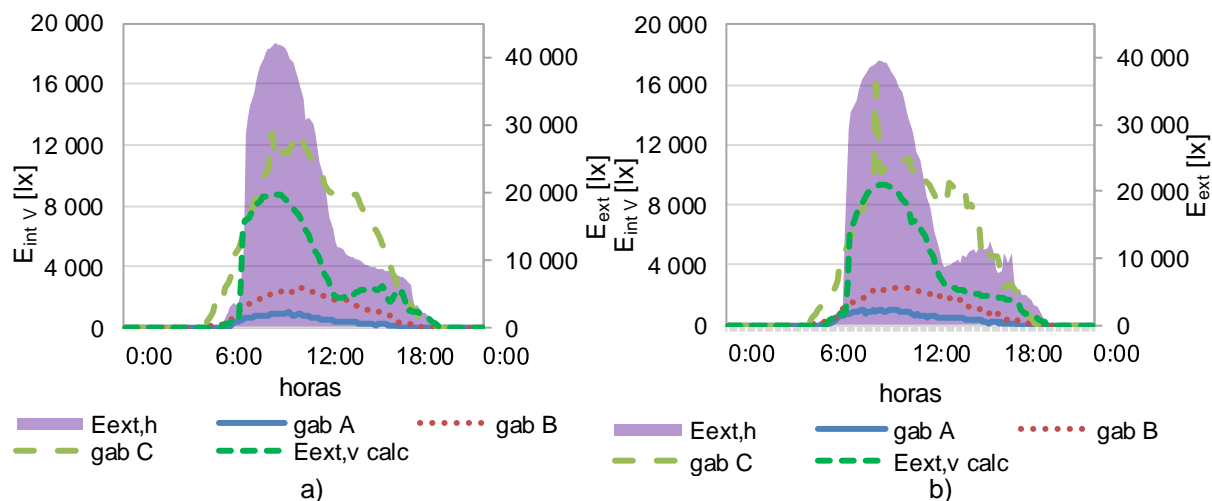 20 000
16 000
12 000
8 000
4 000
0
E int V [lx]
40 000
30 000
20 000
10 000
0
E ext [lx]
0:00 6:00 12:00 18:00 0:00
horas
Eext,h gab A gab B
gab C Eext,v calc
a)
20 000
16 000
12 000
8 000
4 000
0
E int V [lx]
40 000
30 000
20 000
10 000
0
E ext [lx]
0:00 6:00 12:00 18:00 0:00
horas
Eext,h gab A gab B
gab C Eext,v calc
b)